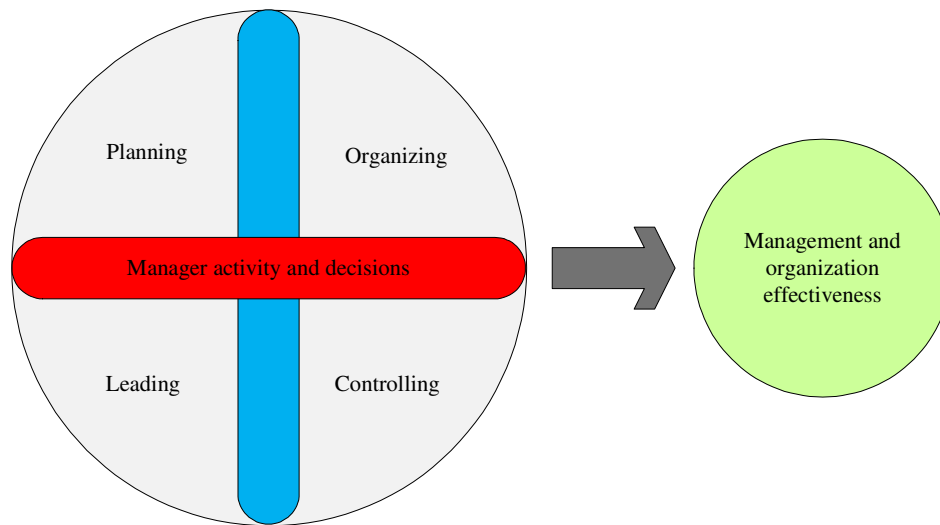 Planning
Organizing
Manager activity and decisions
Leading
Controlling
Management and
organization
effectiveness